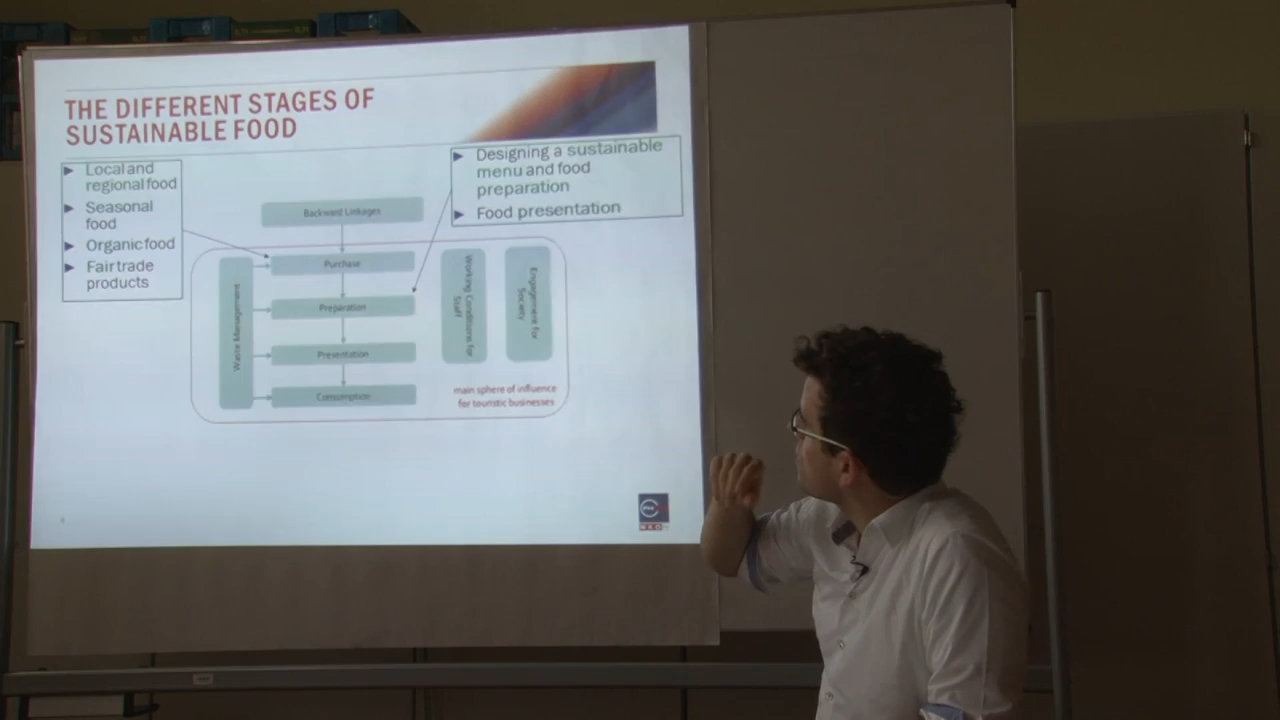 THE DIFFERENT STAGES OF
SUSTAINABLE FOOD
Local and
regional food
Seasonal
food
Organic food
Fair trade
products
Designing a sustainable
menu and food
preparation
Food presentation
Backward Linkages
Purchase
Preparation
Presentation
Consumption
Waste Management
Working Conditions for
Staff
Engagement for
Society
main sphere of influence
for touristic businesses
WKO